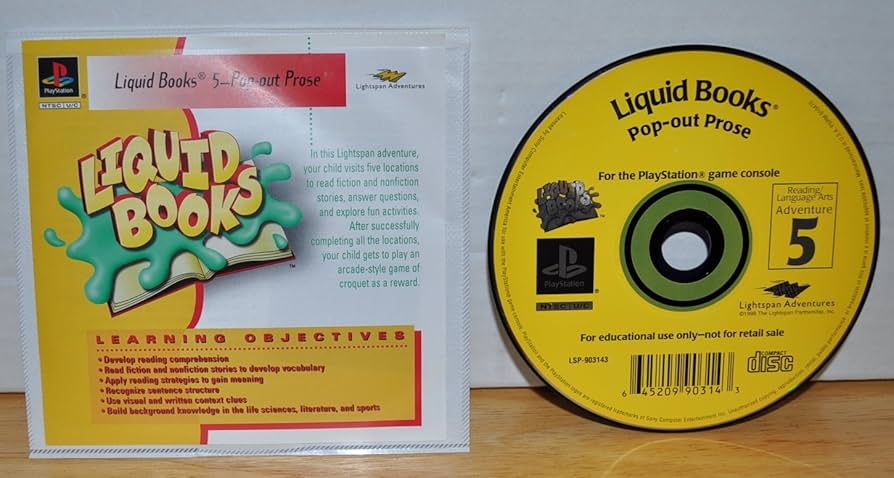 PlayStation
NTSC U/C
Liquid Books® 5—Pop-out Prose
Lightspan Adventures
LIQUID
BOOKS
™
In this Lightspan adventure,
your child visits five locations
to read fiction and nonfiction
stories, answer questions,
and explore fun activities.
After successfully
completing all the locations,
your child gets to play an
arcade-style game of
croquet as a reward.
LEARNING OBJECTIVES
• Develop reading comprehension
• Read fiction and nonfiction stories to develop vocabulary
• Apply reading strategies to gain meaning
• Recognize sentence structure
• Use visual and written context clues
• Build background knowledge in the life sciences, literature, and sports
Liquid Books®
Pop-out Prose
For the PlayStation® game console
LIQUID
BOOKS
™
PlayStation
NTSC U/C
Reading/
Language Arts
Adventure
5
Lightspan Adventures
©1998 The Lightspan Partnership, Inc.
For educational use only—not for retail sale
LSP-903143
6 45209 90314 3
COMPACT
disc